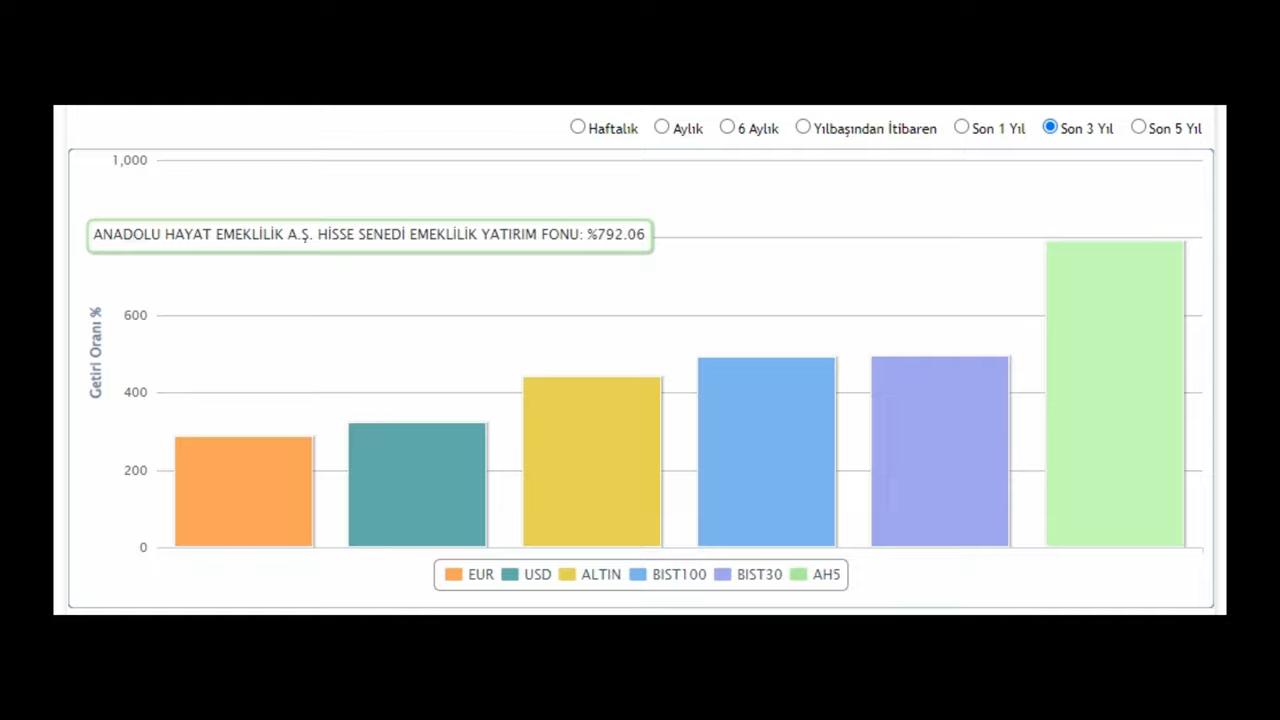 Haftalık Aylık 6 Aylık Yılbaşından İtibaren Son 1 Yıl Son 3 Yıl Son 5 Yıl
1,000
ANADOLU HAYAT EMEKLİLİK A.Ş. HİSSE SENEDİ EMEKLİLİK YATIRIM FONU: %792.06
Getiri Oranı %
600
400
200
0
EUR USD ALTIN BIST100 BIST30 AH5